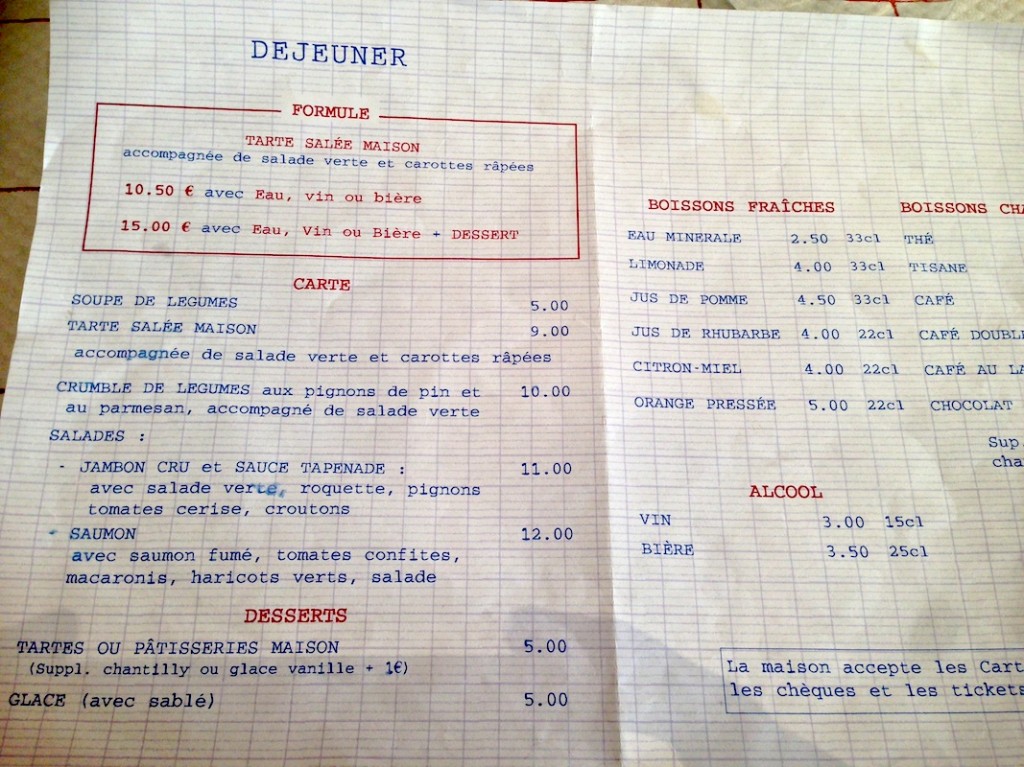 DEJEUNER
FORMULE
TARTE SALÉE MAISON
accompagnée de salade verte et carottes râpées
10.50 € avec Eau, vin ou bière
15.00 € avec Eau, Vin ou Bière + DESSERT
CARTE
SOUPE DE LEGUMES 5.00
TARTE SALÉE MAISON 9.00
accompagnée de salade verte et carottes râpées
CRUMBLE DE LEGUMES aux pignons de pin et 10.00
au parmesan, accompagné de salade verte
SALADES :
- JAMBON CRU et SAUCE TAPENADE : 11.00
avec salade verte, roquette, pignons
tomates cerise, croutons
- SAUMON 12.00
avec saumon fumé, tomates confites,
macaronis, haricots verts, salade
DESSERTS
TARTES OU PÂTISSERIES MAISON 5.00
(Suppl. chantilly ou glace vanille + 1€)
GLACE (avec sablé) 5.00
BOISSONS FRAÎCHES
EAU MINERALE 2.50 33cl
LIMONADE 4.00 33cl
JUS DE POMME 4.50 33cl
JUS DE RHUBARBE 4.00 22cl
CITRON-MIEL 4.00 22cl
ORANGE PRESSÉE 5.00 22cl
BOISSONS CHA
THÉ
TISANE
CAFÉ
CAFÉ DOUBL
CAFÉ AU LA
CHOCOLAT
Sup
cha
ALCOOL
VIN 3.00 15cl
BIÈRE 3.50 25cl
La maison accepte les Cart
les chèques et les tickets